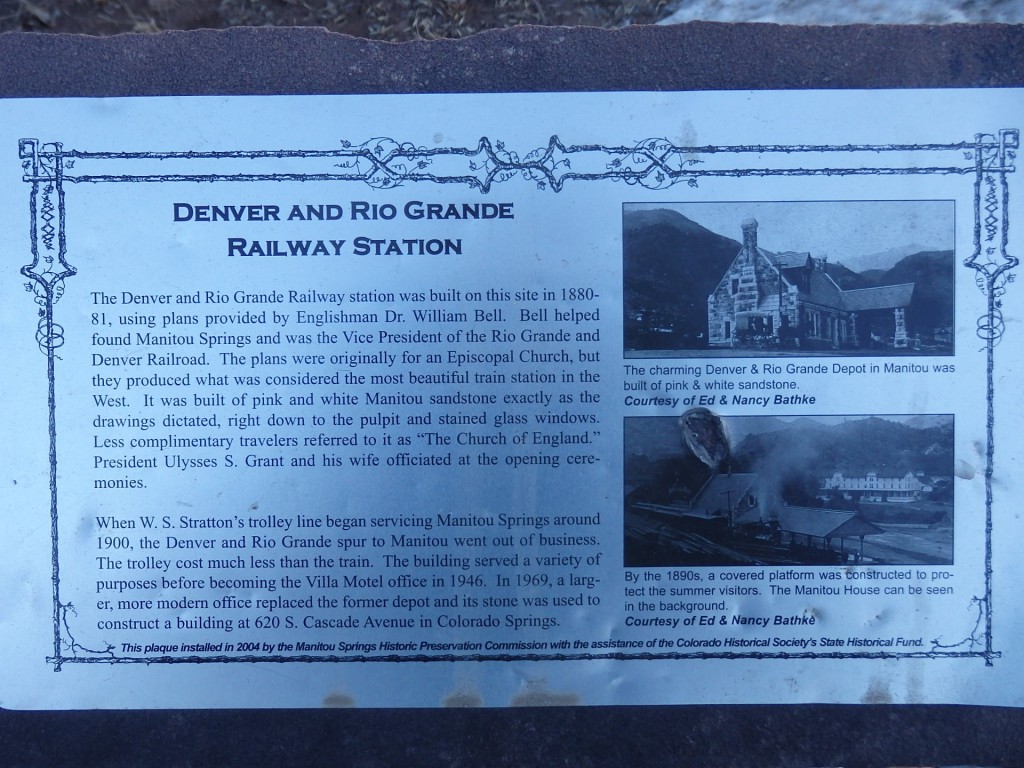 DENVER AND RIO GRANDE
RAILWAY STATION
The Denver and Rio Grande Railway station was built on this site in 1880-
81, using plans provided by Englishman Dr. William Bell.  Bell helped
found Manitou Springs and was the Vice President of the Rio Grande and
Denver Railroad.  The plans were originally for an Episcopal Church, but
they produced what was considered the most beautiful train station in the
West.  It was built of pink and white Manitou sandstone exactly as the
drawings dictated, right down to the pulpit and stained glass windows.
Less complimentary travelers referred to it as “The Church of England.”
President Ulysses S. Grant and his wife officiated at the opening cere-
monies.
When W. S. Stratton’s trolley line began servicing Manitou Springs around
1900, the Denver and Rio Grande spur to Manitou went out of business.
The trolley cost much less than the train.  The building served a variety of
purposes before becoming the Villa Motel office in 1946.  In 1969, a larg-
er, more modern office replaced the former depot and its stone was used to
construct a building at 620 S. Cascade Avenue in Colorado Springs.
The charming Denver & Rio Grande Depot in Manitou was
built of pink & white sandstone.
Courtesy of Ed & Nancy Bathke
By the 1890s, a covered platform was constructed to pro-
tect the summer visitors.  The Manitou House can be seen
in the background.
Courtesy of Ed & Nancy Bathke
This plaque installed in 2004 by the Manitou Springs Historic Preservation Commission with the assistance of the Colorado Historical Society's State Historical Fund.